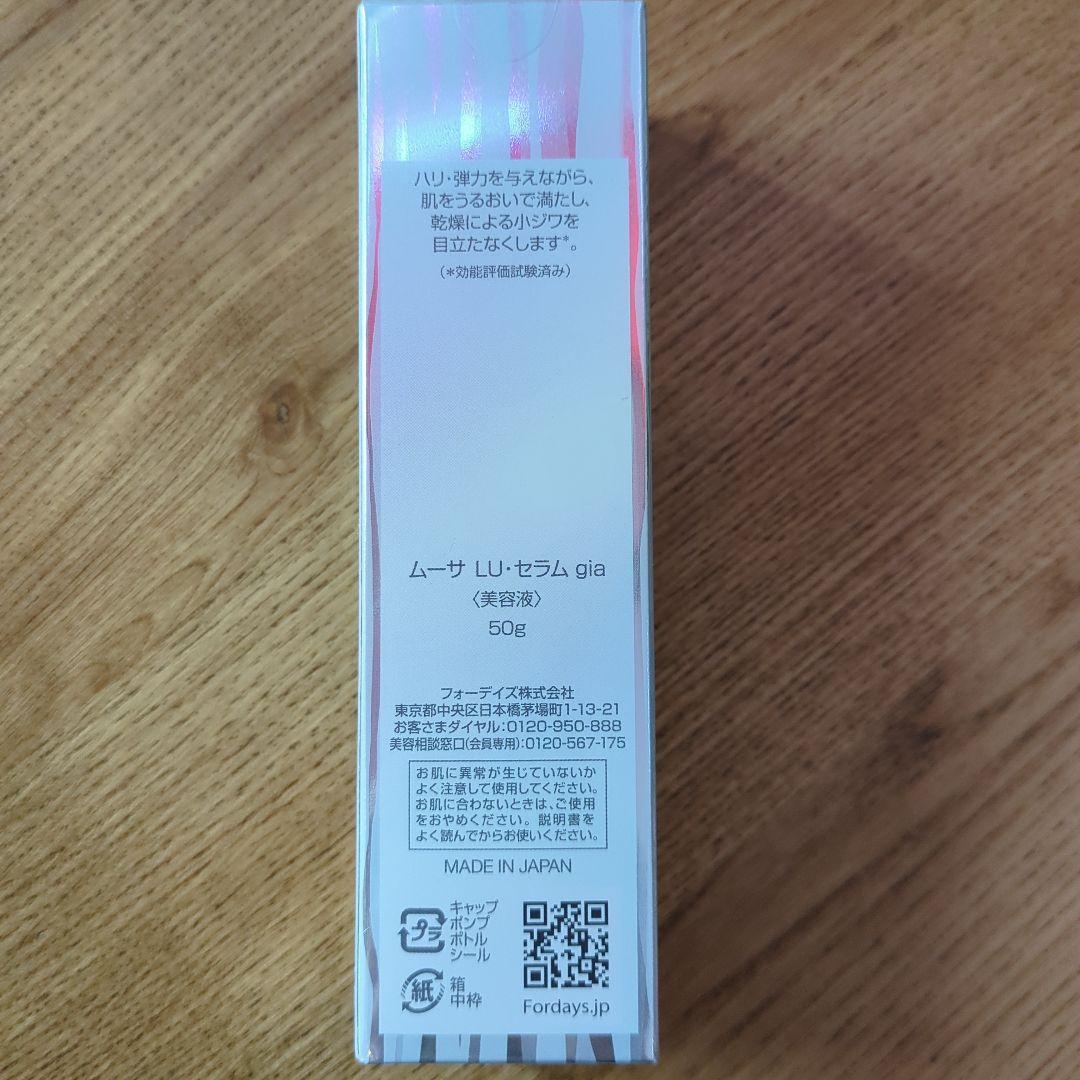 ハリ・弾力を与えながら、
肌をうるおいで満たし、
乾燥による小ジワを
目立たなくします*。
(*効能評価試験済み)
ムーサ LU・セラム gia
〈美容液〉
50g
フォーデイズ株式会社
東京都中央区日本橋茅場町1-13-21
お客さまダイヤル:0120-950-888
美容相談窓口(会員専用):0120-567-175
お肌に異常が生じていないか
よく注意して使用してください。
お肌に合わないときは、ご使用
をおやめください。説明書を
よく読んでからお使いください。
MADE IN JAPAN
プラ
キャップ
ポンプ
ボトル
シール
紙
箱
中枠
Fordays.jp